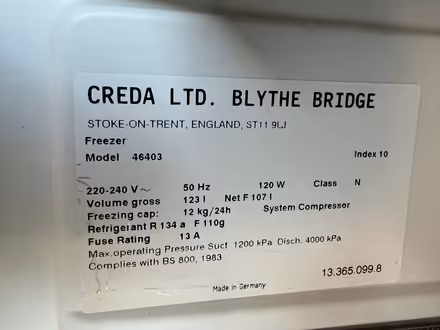 CREDA LTD. BLYTHE BRIDGE
STOKE-ON-TRENT, ENGLAND, ST11 9LJ
Freezer
Model 46403 Index 10
220-240 V ~ 50 Hz 120 W Class N
Volume gross 123 l Net F 107 l
Freezing cap: 12 kg/24h System Compressor
Refrigerant R 134 a F 110g
Fuse Rating 13 A
Max.operating Pressure Suct 1200 kPa Disch. 4000 kPa
Complies with BS 800, 1983
13.365.099.8
Made in Germany